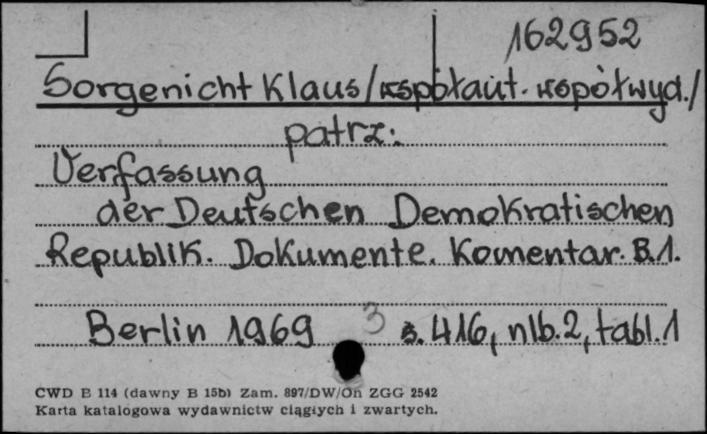 162952
Sorgenicht Klaus/współaut. współwyd./
patrz:
Verfassung
der Deutschen Demokratischen
Republik. Dokumente. Komentar. B.1.
Berlin 1969 3 s. 416, nlb. 2, tabl. 1
CWD B 114 (dawny B 15b) Zam. 897/DW/On ZGG 2542
Karta katalogowa wydawnictw ciągłych i zwartych.